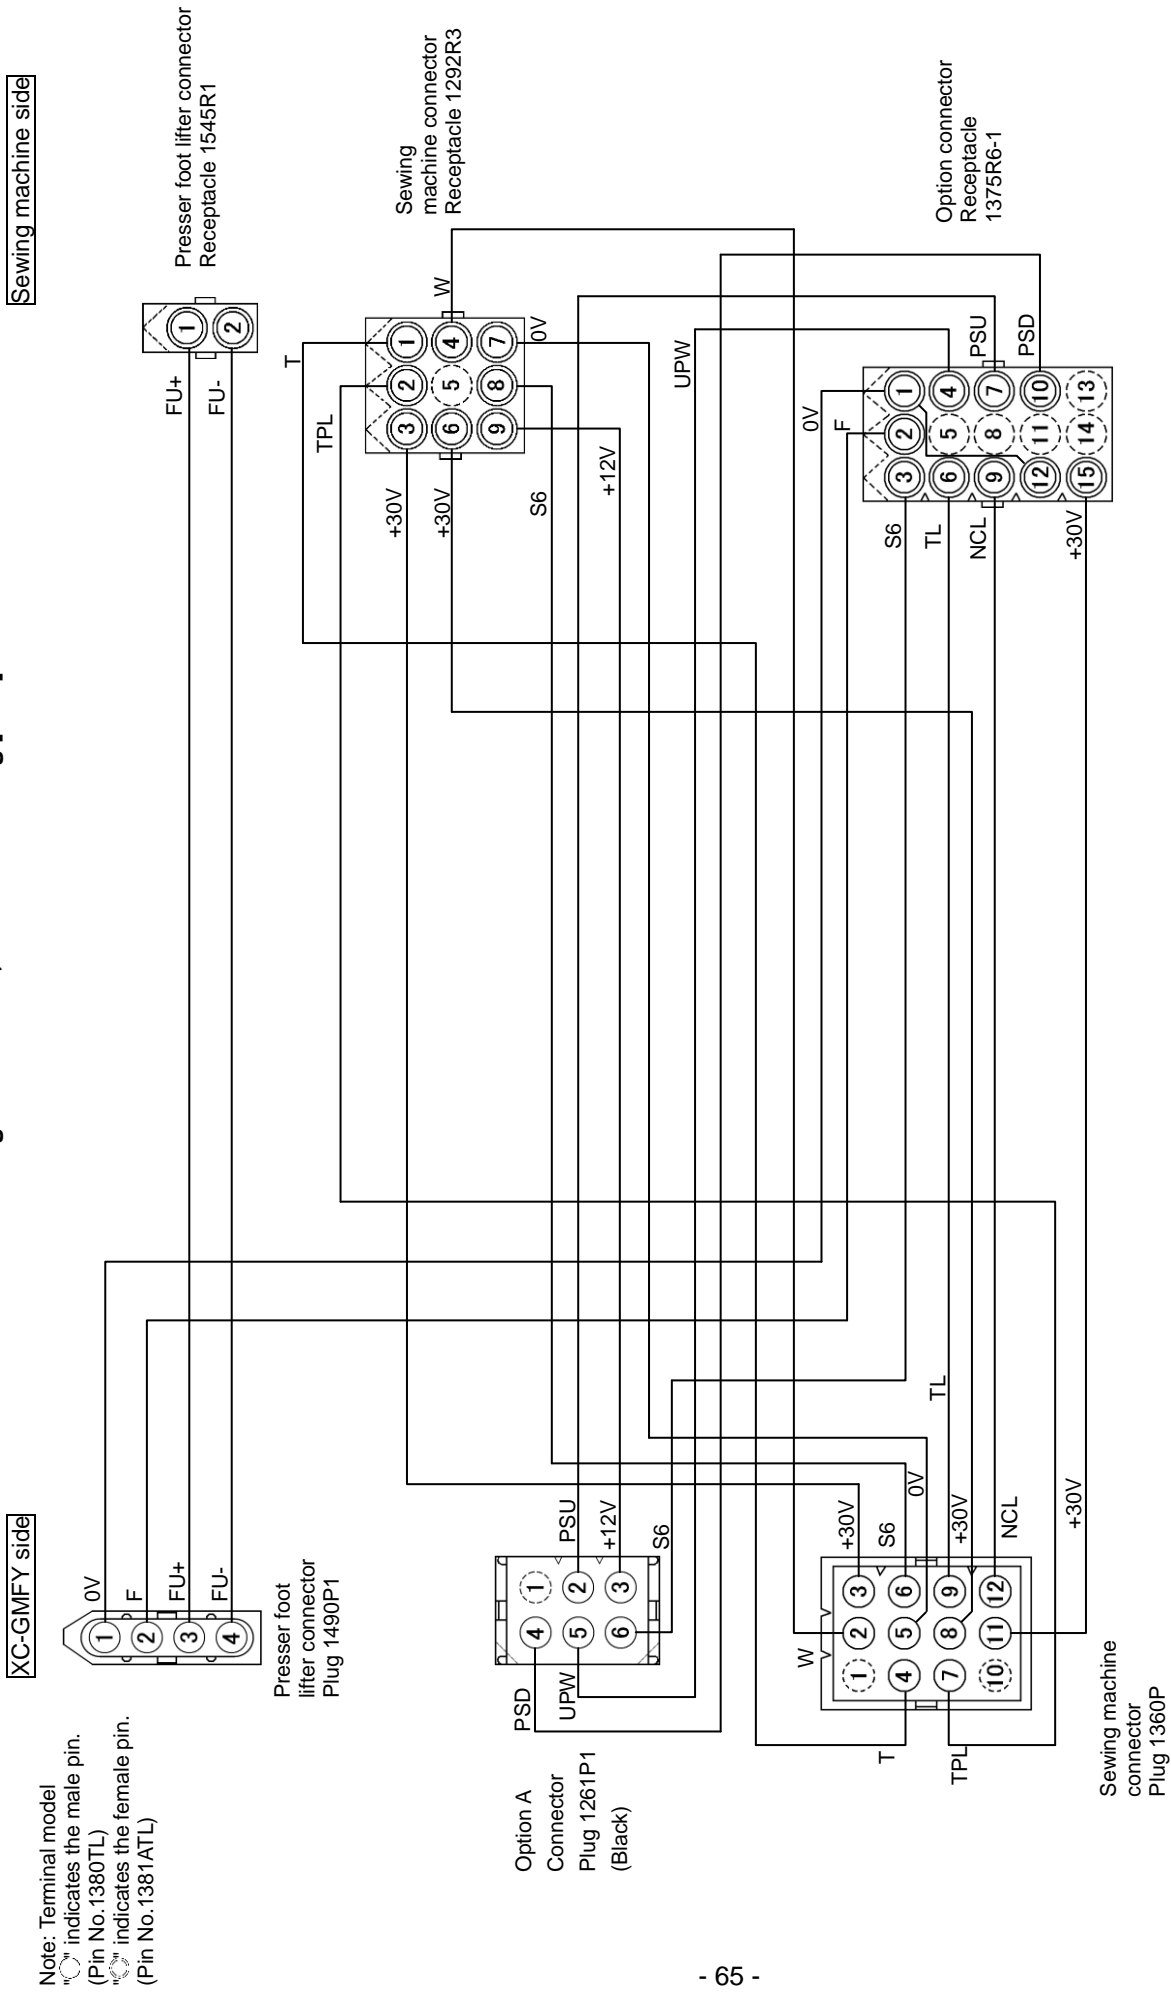 Sewing machine side
XC-GMFY side
Note: Terminal model
"○" indicates the male pin.
(Pin No.1380TL)
"◎" indicates the female pin.
(Pin No.1381ATL)
Presser foot lifter connector
Receptacle 1545R1
1
2
FU+
FU-
0V
F
FU+
FU-
1
2
3
4
Presser foot
lifter connector
Plug 1490P1
Sewing
machine connector
Receptacle 1292R3
T
TPL
W
0V
1
4
7
2
5
8
3
6
9
+30V
+30V
S6
+12V
Option connector
Receptacle
1375R6-1
UPW
PSU
PSD
0V
F
1
4
7
10
13
2
5
8
11
14
3
6
9
12
15
S6
TL
NCL
+30V
PSU
+12V
S6
1
2
3
4
5
6
PSD
UPW
Option A
Connector
Plug 1261P1
(Black)
TL
+30V
S6
0V
+30V
NCL
+30V
3
6
9
12
2
5
8
11
1
4
7
10
W
T
TPL
Sewing machine
connector
Plug 1360P
- 65 -